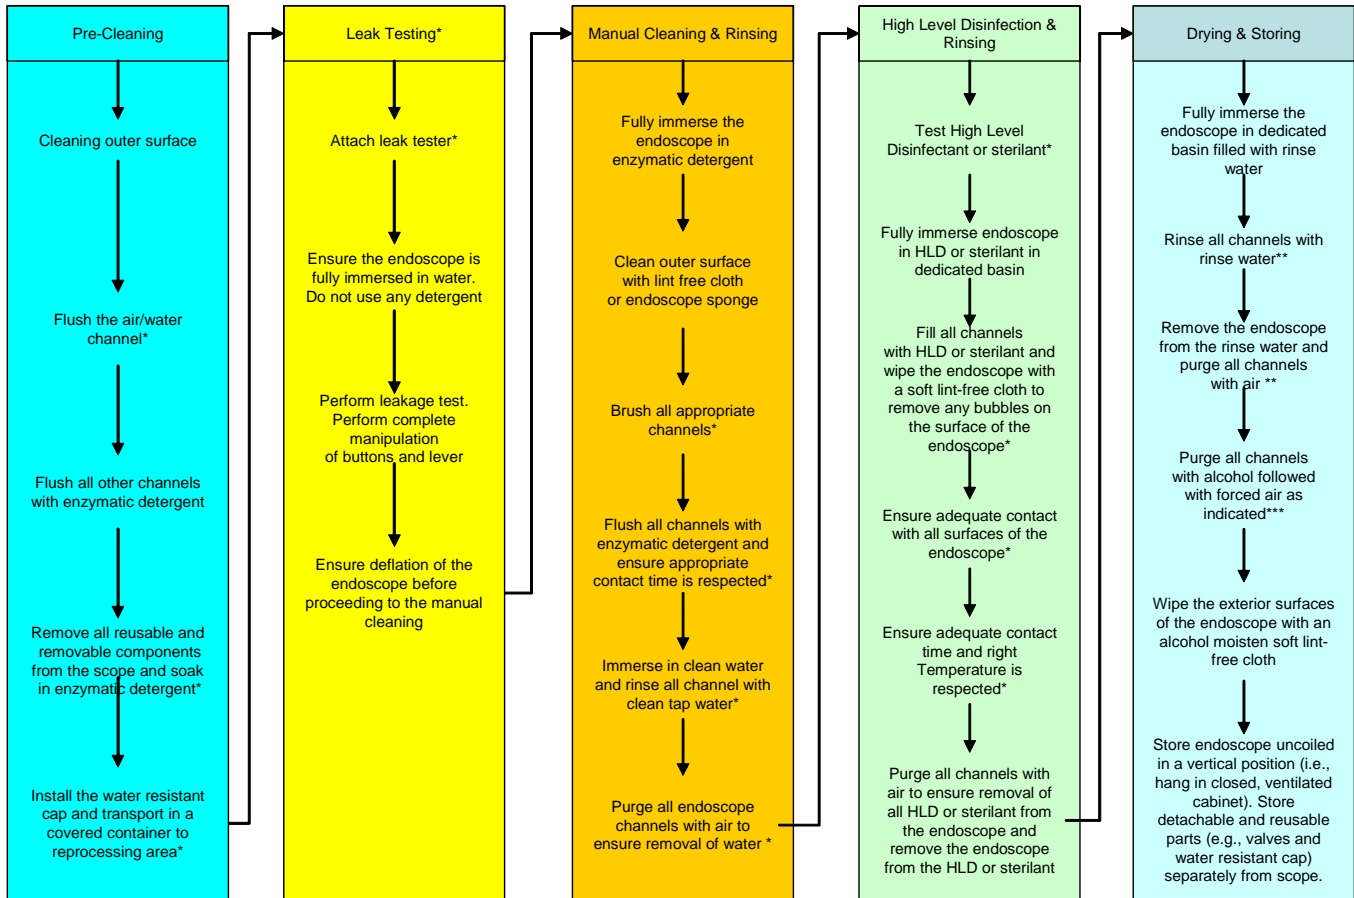 Pre-Cleaning
Cleaning outer surface
Flush the air/water
channel*
Flush all other channels
with enzymatic detergent
Remove all reusable and
removable components
from the scope and soak
in enzymatic detergent*
Install the water resistant
cap and transport in a
covered container to
reprocessing area*
Leak Testing*
Attach leak tester*
Ensure the endoscope is
fully immersed in water.
Do not use any detergent
Perform leakage test.
Perform complete
manipulation
of buttons and lever
Ensure deflation of the
endoscope before
proceeding to the manual
cleaning
Manual Cleaning & Rinsing
Fully immerse the
endoscope in
enzymatic detergent
Clean outer surface
with lint free cloth
or endoscope sponge
Brush all appropriate
channels*
Flush all channels with
enzymatic detergent and
ensure appropriate
contact time is respected*
Immerse in clean water
and rinse all channel with
clean tap water*
Purge all endoscope
channels with air to
ensure removal of water *
High Level Disinfection &
Rinsing
Test High Level
Disinfectant or sterilant*
Fully immerse endoscope
in HLD or sterilant in
dedicated basin
Fill all channels
with HLD or sterilant and
wipe the endoscope with
a soft lint-free cloth to
remove any bubbles on
the surface of the
endoscope*
Ensure adequate contact
with all surfaces of the
endoscope*
Ensure adequate contact
time and right
Temperature is
respected*
Purge all channels with
air to ensure removal of
all HLD or sterilant from
the endoscope and
remove the endoscope
from the HLD or sterilant
Drying & Storing
Fully immerse the
endoscope in dedicated
basin filled with rinse
water
Rinse all channels with
rinse water**
Remove the endoscope
from the rinse water and
purge all channels
with air **
Purge all channels
with alcohol followed
with forced air as
indicated***
Wipe the exterior surfaces
of the endoscope with an
alcohol moisten soft lint-
free cloth
Store endoscope uncoiled
in a vertical position (i.e.,
hang in closed, ventilated
cabinet). Store
detachable and reusable
parts (e.g., valves and
water resistant cap)
separately from scope.